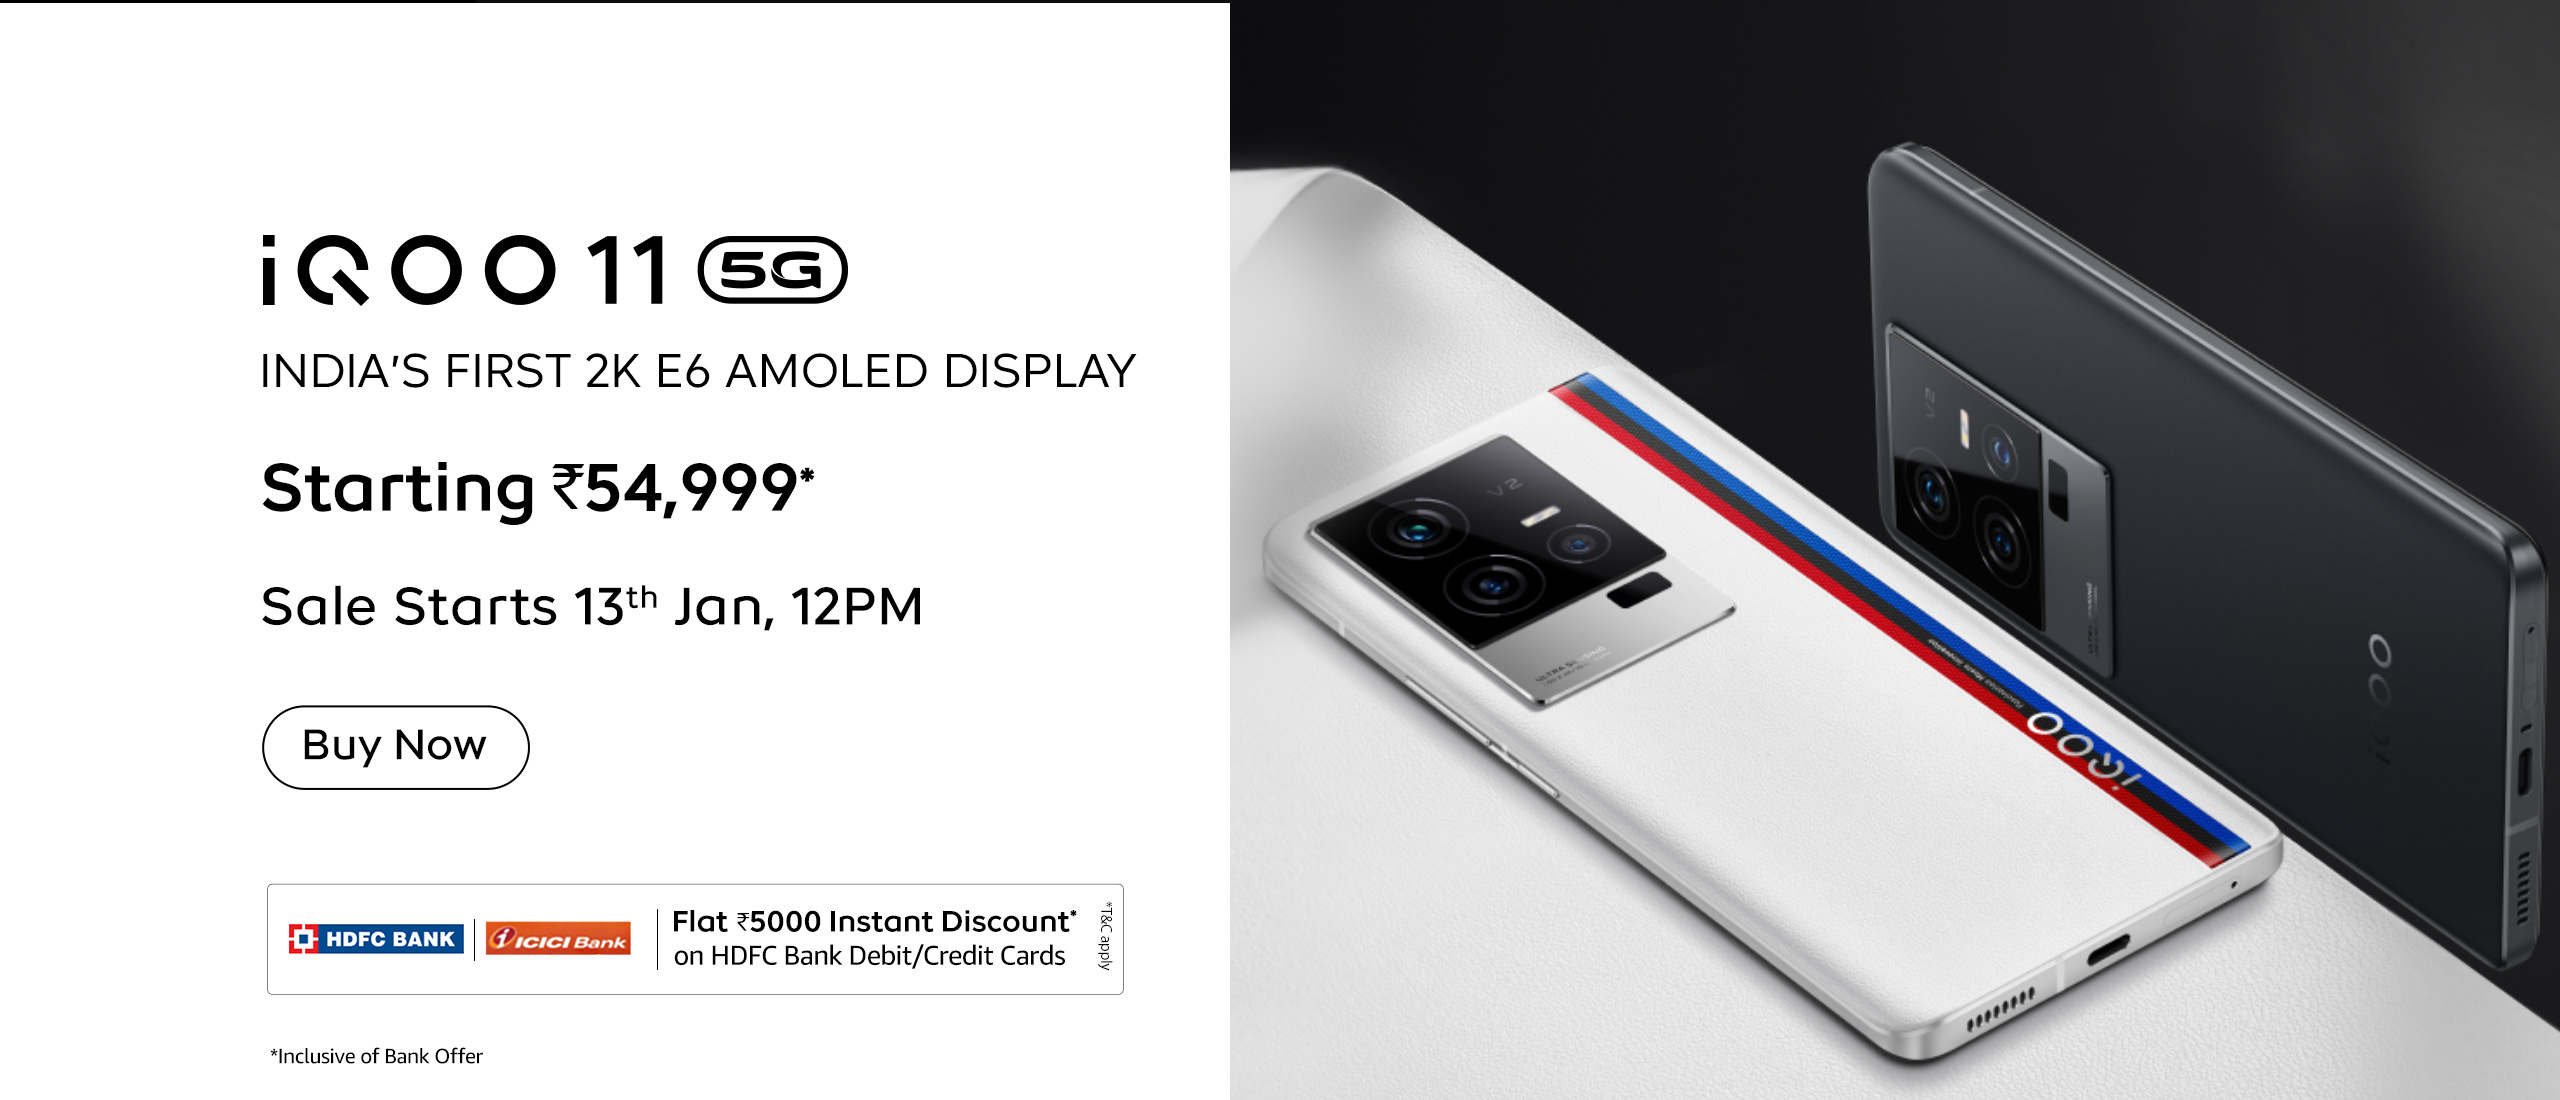 iQOO 11 5G
INDIA'S FIRST 2K E6 AMOLED DISPLAY
Starting ₹54,999*
Sale Starts 13th Jan, 12PM
Buy Now
HDFC BANK
ICICI Bank
Flat ₹5000 Instant Discount*
on HDFC Bank Debit/Credit Cards
*T&C apply
*Inclusive of Bank Offer
V2
iQOO
V2
iQOO